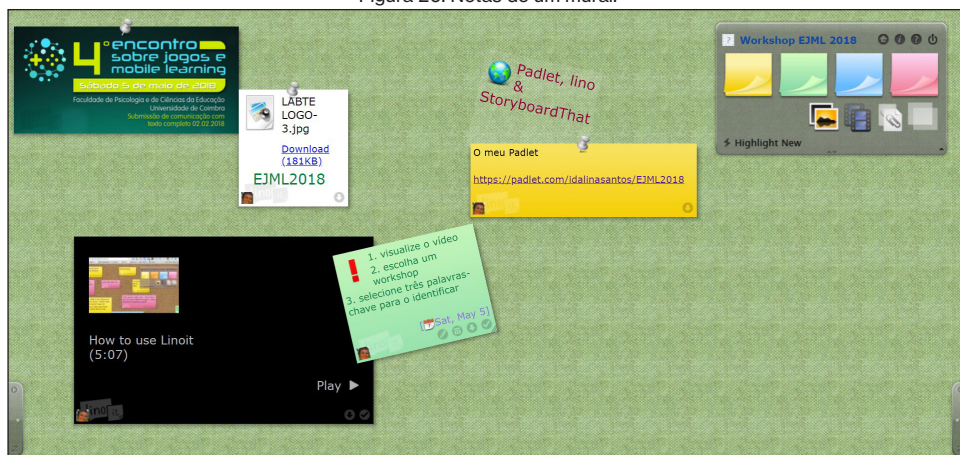 Figura 26. Notas de um mural.
4º encontro
sobre jogos e
mobile learning
Sábado 5 de maio de 2018
Faculdade de Psicologia e de Ciências da Educação
Universidade de Coimbra
Submissão de comunicação com
texto completo 02.02.2018
LABTE
LOGO-
3.jpg
Download
(181KB)
EJML2018
Padlet, lino
&
StoryboardThat
O meu Padlet
https://padlet.com/idalinasantos/EJML2018
Workshop EJML 2018
Highlight New
How to use Linoit
(5:07)
Play
lino it
1. visualize o vídeo
2. escolha um
workshop
3. selecione três palavras-
chave para o identificar
[Sat, May 5]